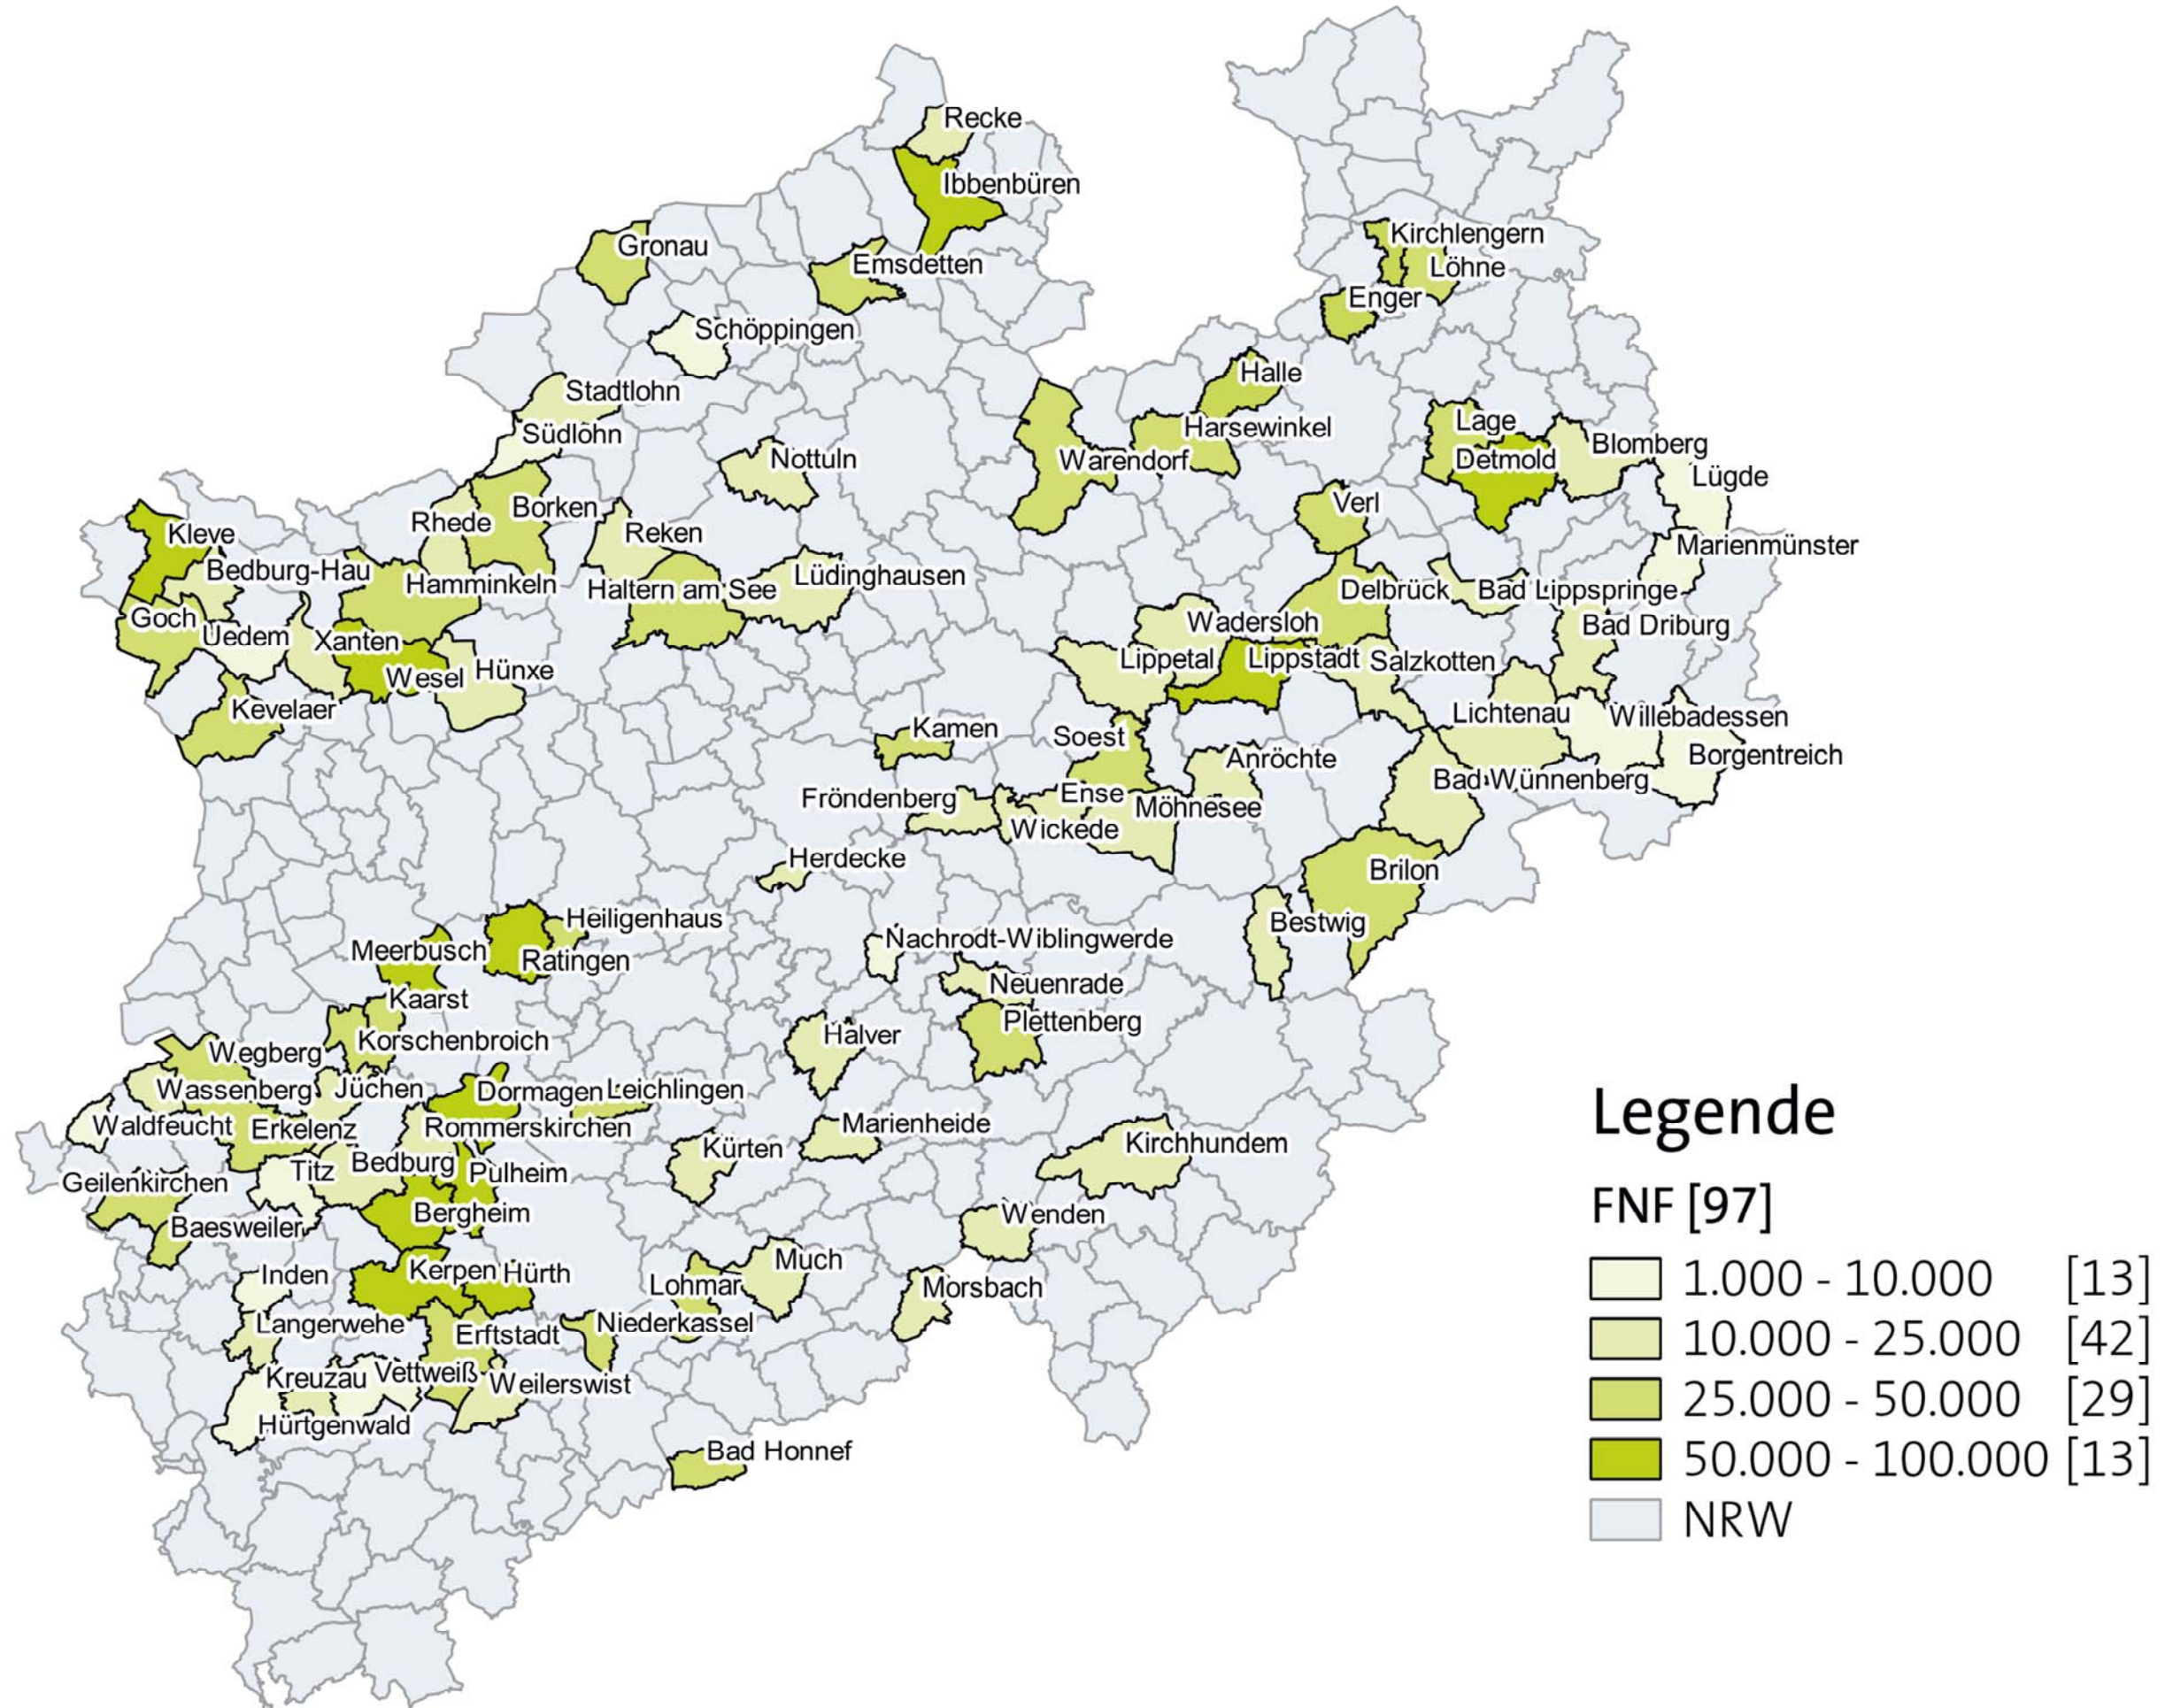 Recke
Ibbenbüren
Gronau
Emsdetten
Kirchlengern
Löhne
Enger
Schöppingen
Halle
Stadtlohn
Südlohn
Harsewinkel
Lage
Blomberg
Nottuln
Warendorf
Detmold
Lügde
Borken
Verl
Rhede
Reken
Kleve
Marienmünster
Bedburg-Hau
Hamminkeln
Haltern am See
Lüdinghausen
Delbrück
Bad Lippspringe
Goch
Uedem
Xanten
Wadersloh
Bad Driburg
Wesel
Hünxe
Lippetal
Lippstadt
Salzkotten
Kevelaer
Lichtenau
Willebadessen
Kamen
Soest
Anröchte
Borgentreich
Bad Wünnenberg
Fröndenberg
Ense
Möhnesee
Wickede
Herdecke
Brilon
Heiligenhaus
Bestwig
Meerbusch
Ratingen
Nachrodt-Wiblingwerde
Neuenrade
Kaarst
Plettenberg
Korschenbroich
Halver
Wegberg
Wassenberg
Jüchen
Dormagen
Leichlingen
Waldfeucht
Erkelenz
Rommerskirchen
Marienheide
Kürten
Kirchhundem
Geilenkirchen
Titz
Bedburg
Pulheim
Baesweiler
Bergheim
Wenden
Inden
Kerpen
Hürth
Lohmar
Much
Morsbach
Langerwehe
Erftstadt
Niederkassel
Kreuzau
Vettweiß
Weilerswist
Hürtgenwald
Bad Honnef
Legende
FNF [97]
1.000 - 10.000 [13]
10.000 - 25.000 [42]
25.000 - 50.000 [29]
50.000 - 100.000 [13]
NRW